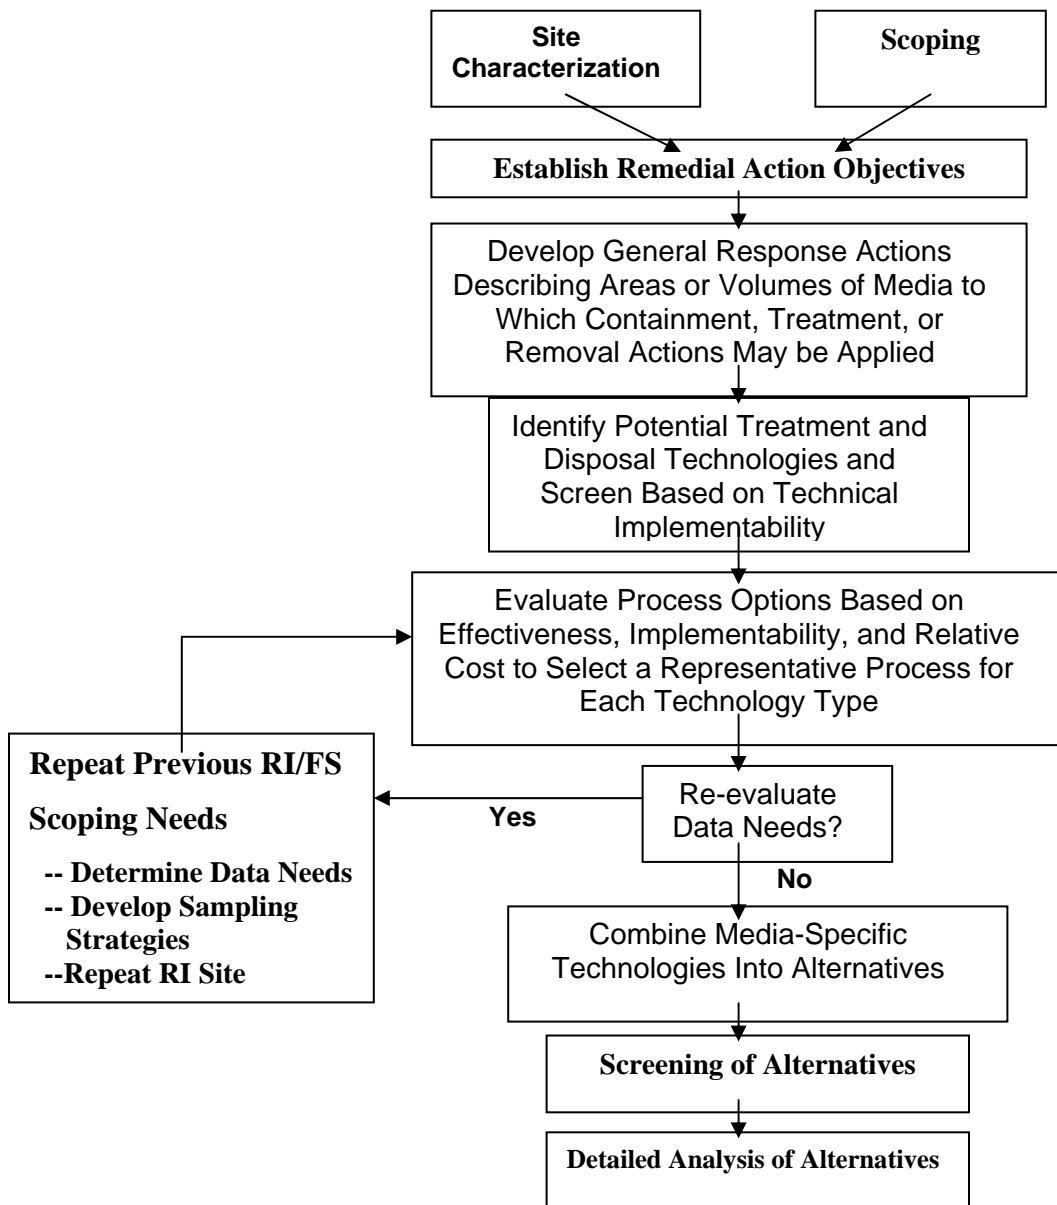 Site
Characterization
Scoping
Establish Remedial Action Objectives
Develop General Response Actions
Describing Areas or Volumes of Media to
Which Containment, Treatment, or
Removal Actions May be Applied
Identify Potential Treatment and
Disposal Technologies and
Screen Based on Technical
Implementability
Evaluate Process Options Based on
Effectiveness, Implementability, and Relative
Cost to Select a Representative Process for
Each Technology Type
Repeat Previous RI/FS
Scoping Needs
-- Determine Data Needs
-- Develop Sampling
Strategies
--Repeat RI Site
Yes
Re-evaluate
Data Needs?
No
Combine Media-Specific
Technologies Into Alternatives
Screening of Alternatives
Detailed Analysis of Alternatives